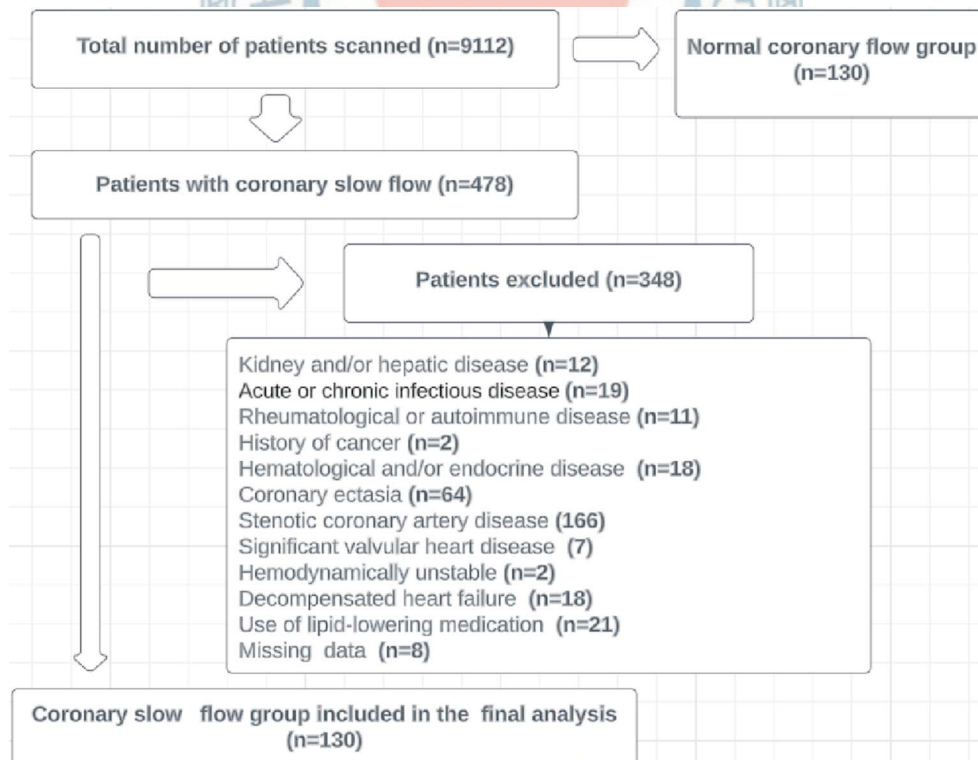 Total number of patients scanned (n=9112)
Normal coronary flow group
(n=130)
Patients with coronary slow flow (n=478)
Patients excluded (n=348)
Kidney and/or hepatic disease (n=12)
Acute or chronic infectious disease (n=19)
Rheumatological or autoimmune disease (n=11)
History of cancer (n=2)
Hematological and/or endocrine disease (n=18)
Coronary ectasia (n=64)
Stenotic coronary artery disease (166)
Significant valvular heart disease (7)
Hemodynamically unstable (n=2)
Decompensated heart failure (n=18)
Use of lipid-lowering medication (n=21)
Missing data (n=8)
Coronary slow flow group included in the final analysis
(n=130)